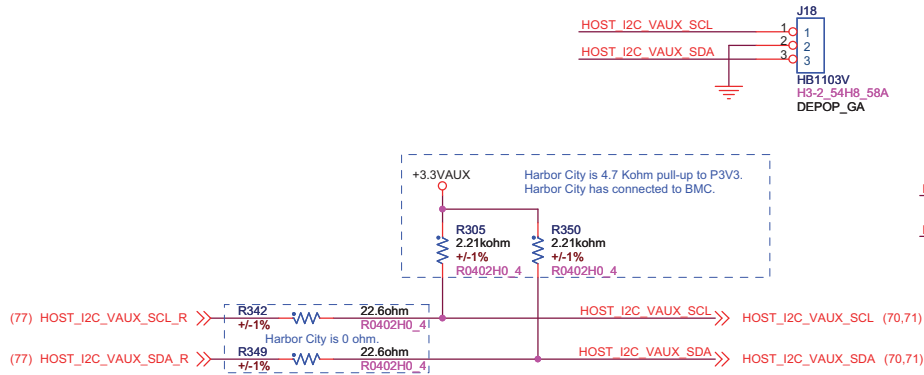 J18
HOST_I2C_VAUX_SCL
1
1
2
2
HOST_I2C_VAUX_SDA
3
3
HB1103V
H3-2_54H8_58A
DEPOP_GA
+3.3VAUX
Harbor City is 4.7 Kohm pull-up to P3V3.
Harbor City has connected to BMC.
R305
2.21kohm
+/-1%
R0402H0_4
R350
2.21kohm
+/-1%
R0402H0_4
(77) HOST_I2C_VAUX_SCL_R
R342
22.6ohm
+/-1%
R0402H0_4
HOST_I2C_VAUX_SCL
HOST_I2C_VAUX_SCL (70,71)
Harbor City is 0 ohm.
(77) HOST_I2C_VAUX_SDA_R
R349
22.6ohm
+/-1%
R0402H0_4
HOST_I2C_VAUX_SDA
HOST_I2C_VAUX_SDA (70,71)